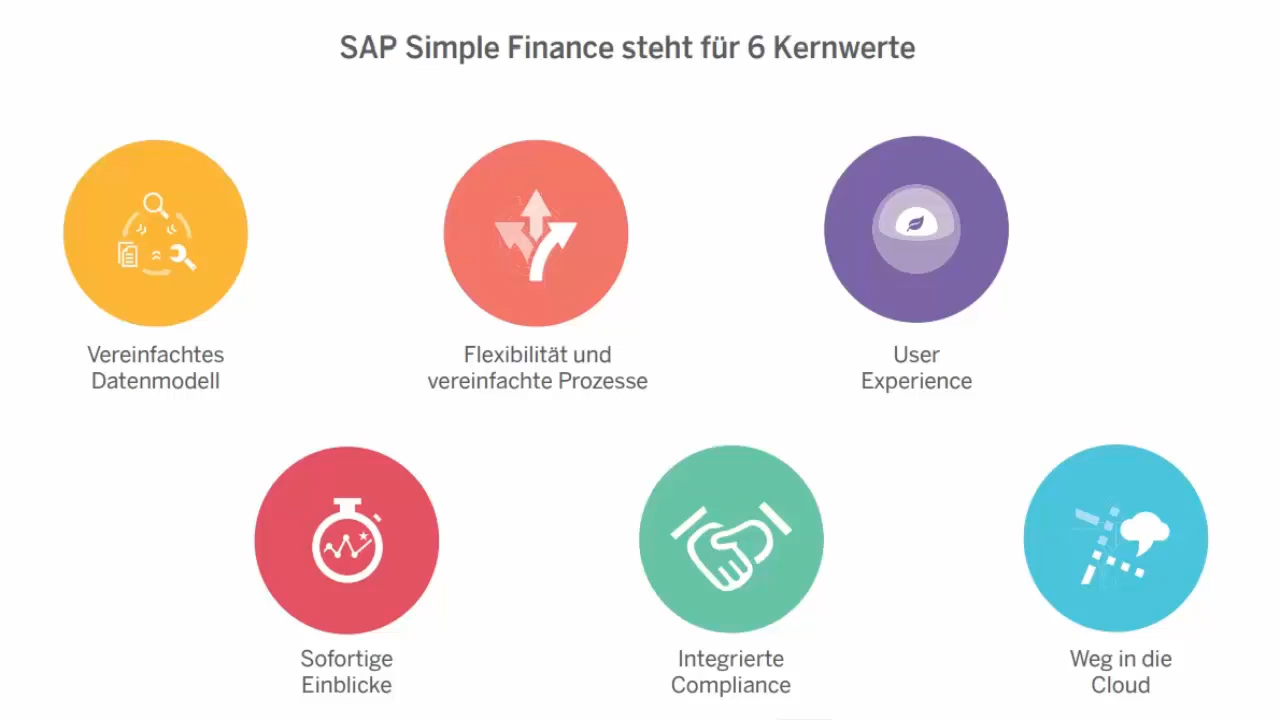 SAP Simple Finance steht für 6 Kernwerte
Vereinfachtes
Datenmodell
Flexibilität und
vereinfachte Prozesse
User
Experience
Sofortige
Einblicke
Integrierte
Compliance
Weg in die
Cloud